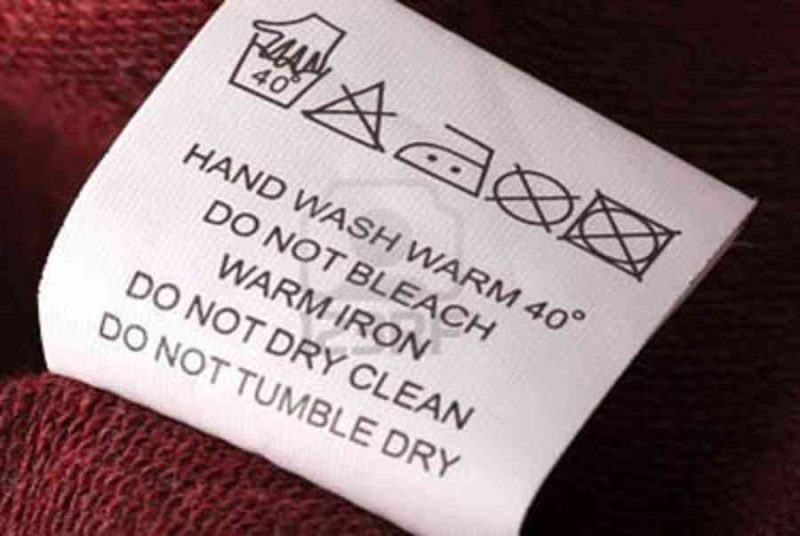 40°
HAND WASH WARM 40°
DO NOT BLEACH
WARM IRON
DO NOT DRY CLEAN
DO NOT TUMBLE DRY